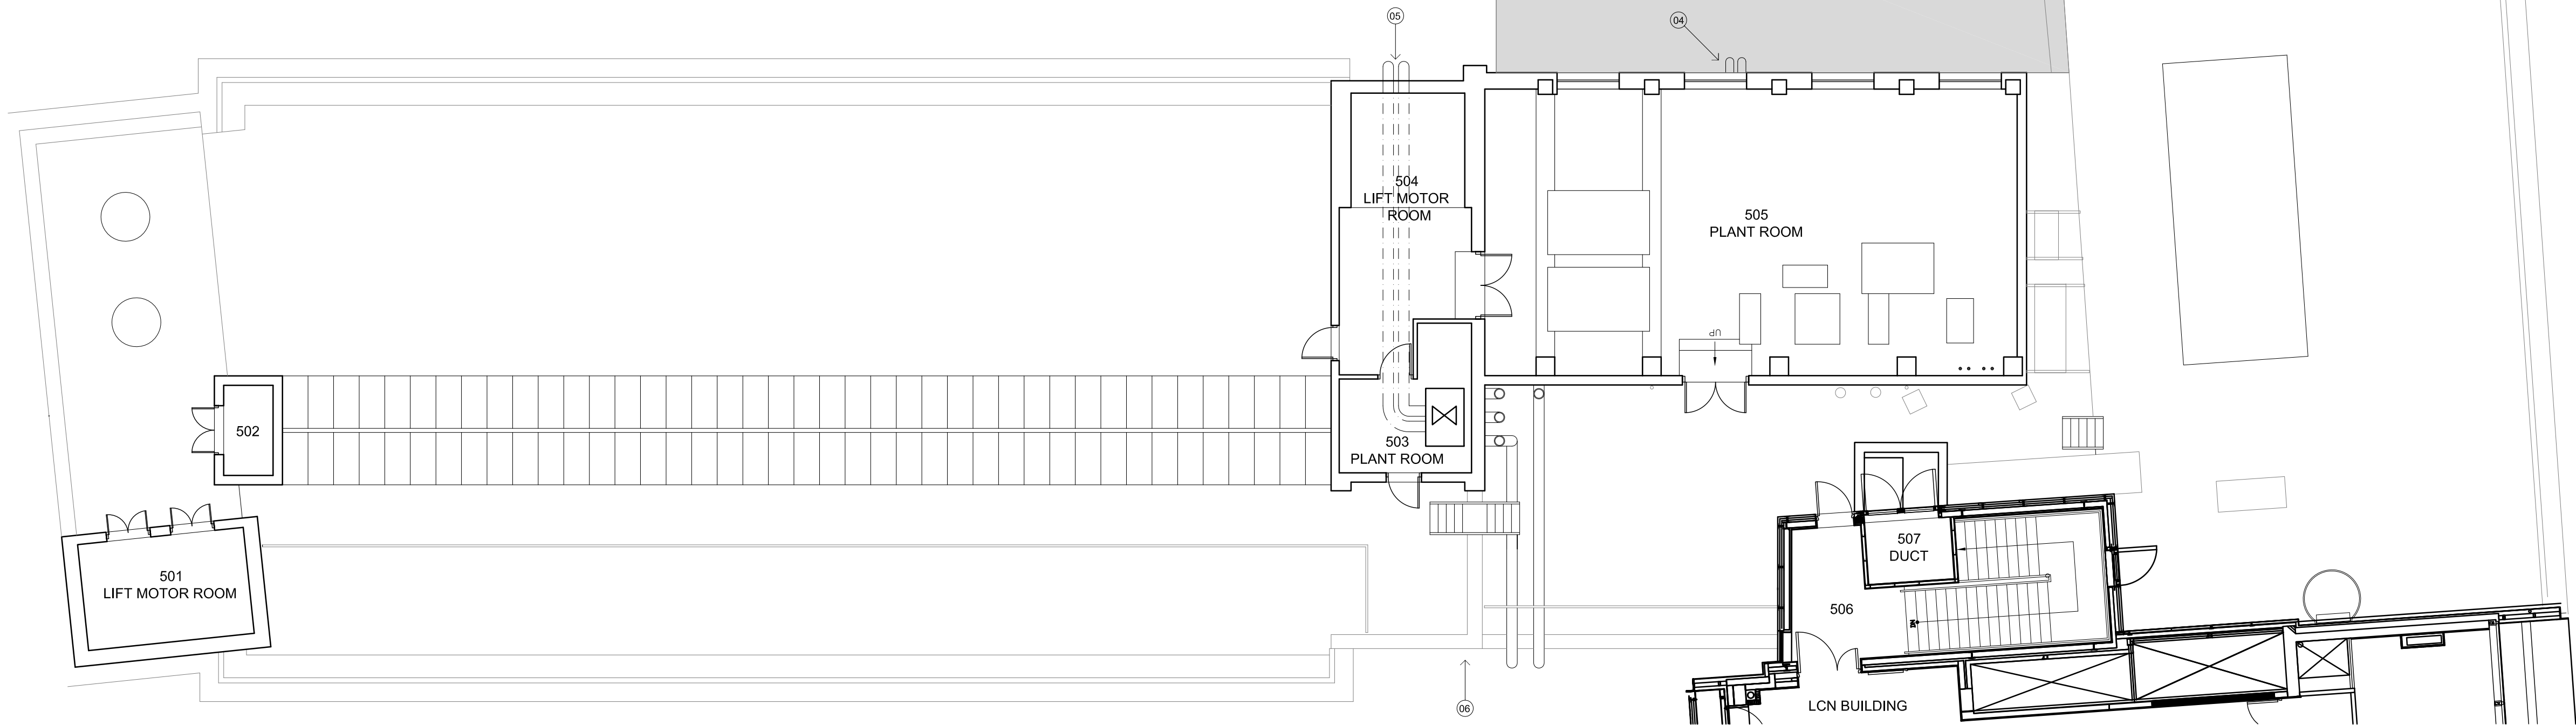 05
04
504
LIFT MOTOR
ROOM
505
PLANT ROOM
UP
502
503
PLANT ROOM
507
DUCT
501
LIFT MOTOR ROOM
506
06
LCN BUILDING